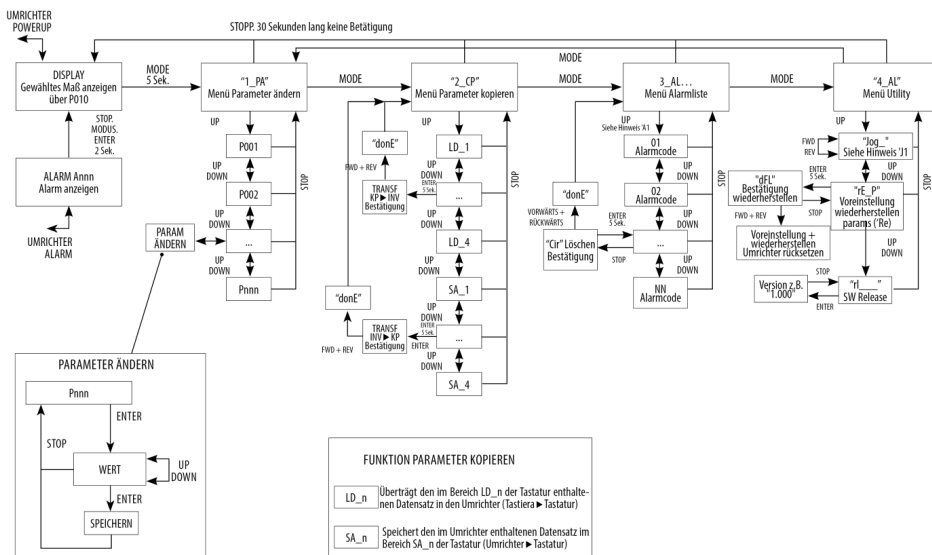 UMRICHTER
POWERUP
STOPP. 30 Sekunden lang keine Betätigung
DISPLAY
Gewähltes Maß anzeigen
über P010
MODE
5 Sek.
"1_PA"
Menü Parameter ändern
MODE
"2_CP"
Menü Parameter kopieren
MODE
MODE
3_AL…
Menü Alarmliste
MODE
"4_AL"
Menü Utility
STOP.
MODUS.
ENTER
2 Sek.
ALARM Annn
Alarm anzeigen
UMRICHTER
ALARM
UP
P001
UP
DOWN
P002
UP
DOWN
...
UP
DOWN
Pnnn
STOP
PARAM
ÄNDERN
"donE"
FWD + REV
TRANSF
KP ► INV
Bestätigung
ENTER
5 Sek.
UP
LD_1
UP
DOWN
...
UP
DOWN
LD_4
UP
DOWN
SA_1
UP
DOWN
...
UP
DOWN
SA_4
STOP
"donE"
FWD + REV
TRANSF
INV ► KP
Bestätigung
ENTER
5 Sek.
ENTER
UP
Siehe Hinweis 'A1
01
Alarmcode
UP
DOWN
02
Alarmcode
UP
DOWN
...
UP
DOWN
NN
Alarmcode
STOP
"donE"
VORWÄRTS +
RÜCKWÄRTS
ENTER
5 Sek.
"Cir" Löschen
Bestätigung
STOP
UP
FWD
REV
"Jog_"
Siehe Hinweis 'J1
UP
DOWN
ENTER
5 Sek.
"dFL"
Bestätigung
wiederherstellen
STOP
"rE_P"
Voreinstellung
wiederherstellen
params ('Re)
FWD + REV
Voreinstellung +
wiederherstellen
Umrichter rücksetzen
UP
DOWN
Version z.B.
"1.000"
STOP
ENTER
"rl___"
SW Release
STOP
PARAMETER ÄNDERN
Pnnn
ENTER
STOP
WERT
UP
DOWN
ENTER
SPEICHERN
FUNKTION PARAMETER KOPIEREN
LD_n
Überträgt den im Bereich LD_n der Tastatur enthalte-
nen Datensatz in den Umrichter (Tastiera ► Tastatur)
SA_n
Speichert den im Umrichter enthaltenen Datensatz im
Bereich SA_n der Tastatur (Umrichter ► Tastatur)